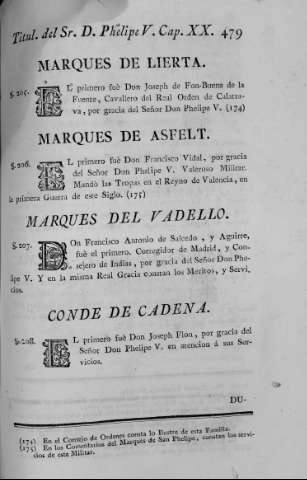 Titul. del Sr. D. Phelipe V. Cap. XX. 479
MARQUES DE LIERTA.
§. 205. EL primero fuè Don Joseph de Fon-Buena de la
Fuente, Cavallero del Real Orden de Calatra-
va, por gracia del Señor Don Phelipe V. (174)
MARQUES DE ASFELT.
§. 206. EL primero fuè Don Francisco Vidal, por gracia
del Señor Don Phelipe V. Valeroso Militar.
Mandò las Tropas en el Reyno de Valencia, en
la primera Guerra de este Siglo. (175)
MARQUES DEL VADELLO.
§. 207. DOn Francisco Antonio de Salcedo, y Aguirre,
fuè el primero. Corregidor de Madrid, y Con-
sejero de Indias, por gracia del Señor Don Phe-
lipe V. Y en la misma Real Gracia constan los Meritos, y Servi-
cios.
CONDE DE CADENA.
§. 208. EL primero fuè Don Joseph Flon, por gracia del
Señor Don Phelipe V. en atencion à sus Ser-
vicios.
DU-
(174) En el Consejo de Ordenes consta lo Ilustre de esta Familia.
(175) En los Comentarios del Marques de San Phelipe, constan los servi-
cios de este Militar.